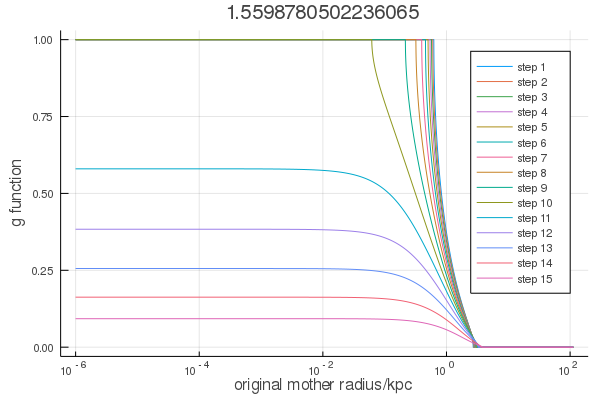 1.5598780502236065
1.00
0.75
0.50
0.25
0.00
g function
10^-6
10^-4
10^-2
10^0
10^2
original mother radius/kpc
step 1
step 2
step 3
step 4
step 5
step 6
step 7
step 8
step 9
step 10
step 11
step 12
step 13
step 14
step 15